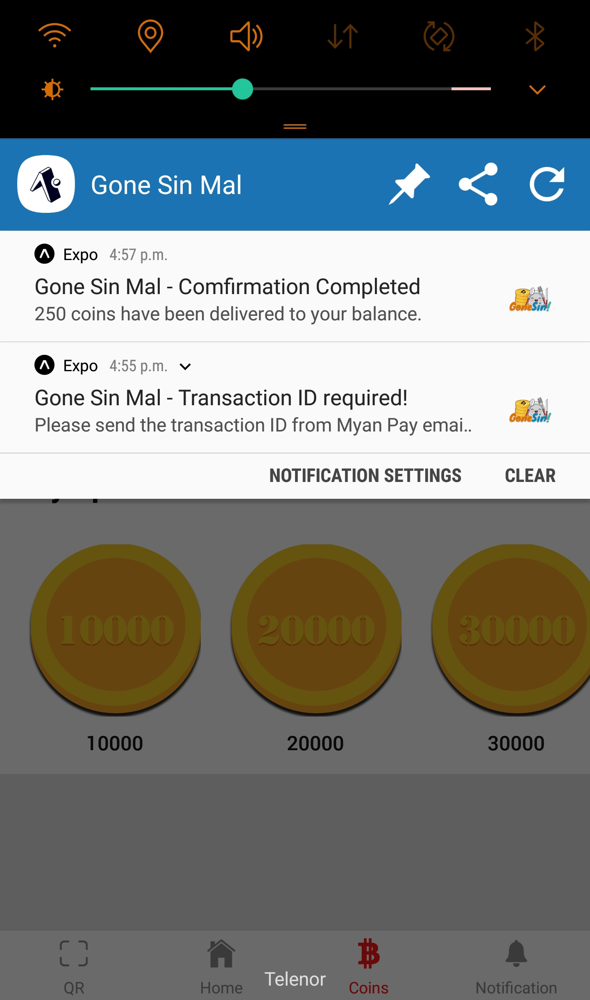 Gone Sin Mal
Expo 4:57 p.m.
Gone Sin Mal - Comfirmation Completed
250 coins have been delivered to your balance.
GoneSin!
Expo 4:55 p.m.
Gone Sin Mal - Transaction ID required!
Please send the transaction ID from Myan Pay emai..
GoneSin!
NOTIFICATION SETTINGS CLEAR
10000 20000 30000
10000 20000 30000
Telenor
QR Home Coins Notification